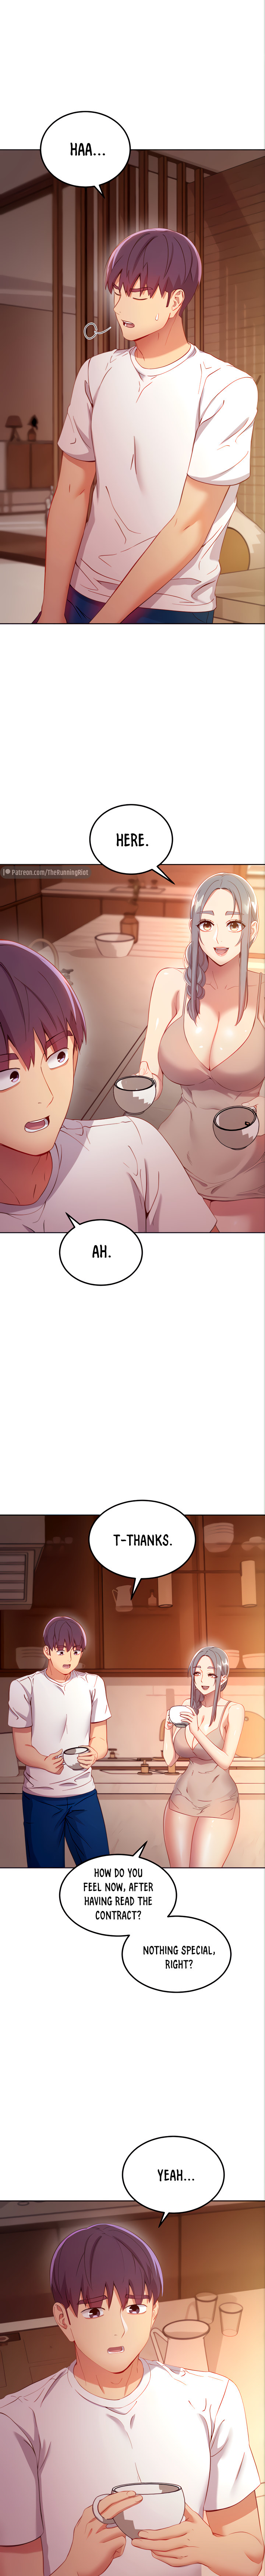 HAA...
HERE.
Patreon.com/TheRunningRiot
AH.
T-THANKS.
HOW DO YOU
FEEL NOW, AFTER
HAVING READ THE
CONTRACT?
NOTHING SPECIAL,
RIGHT?
YEAH...